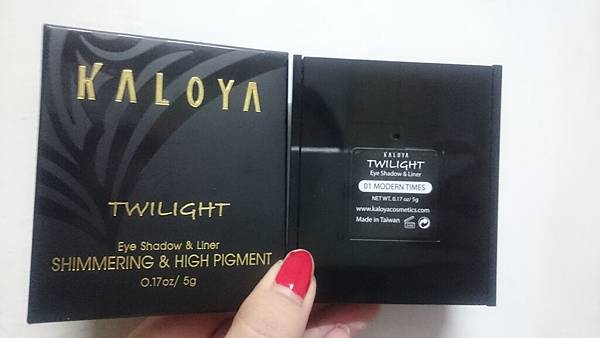 KALOYA
TWILIGHT
Eye Shadow & Liner
SHIMMERING & HIGH PIGMENT
0.17oz/ 5g
KALOYA
TWILIGHT
Eye Shadow & Liner
01 MODERN TIMES
NET WT. 0.17 oz/ 5g
www.kaloyacosmetics.com
Made in Taiwan